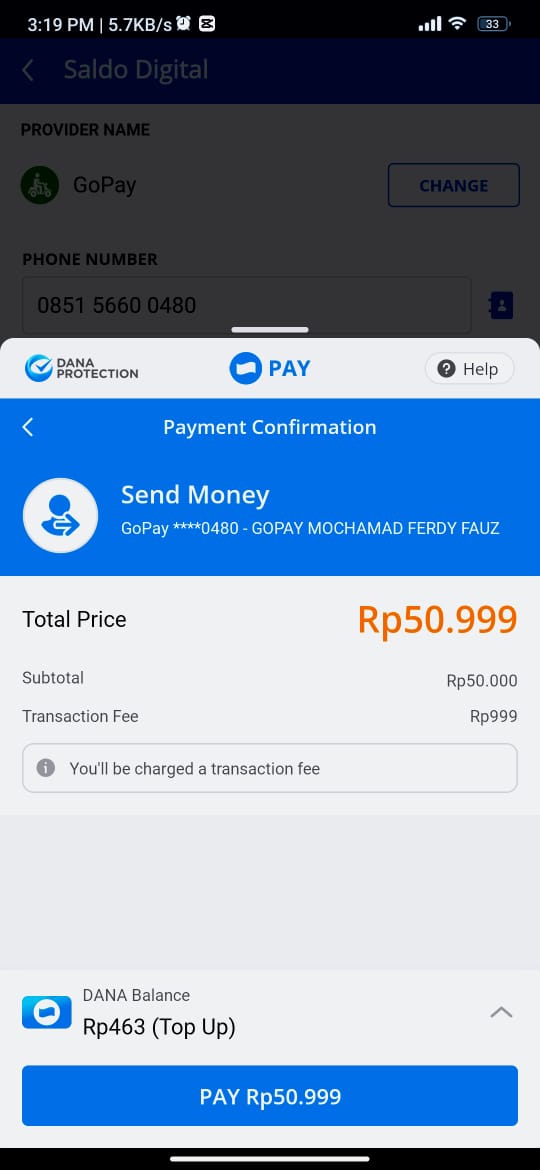 3:19 PM | 5.7KB/s
33
Saldo Digital
PROVIDER NAME
GoPay
CHANGE
PHONE NUMBER
0851 5660 0480
DANA
PROTECTION
PAY
Help
Payment Confirmation
Send Money
GoPay ****0480 - GOPAY MOCHAMAD FERDY FAUZ
Total Price
Rp50.999
Subtotal
Rp50.000
Transaction Fee
Rp999
You'll be charged a transaction fee
DANA Balance
Rp463 (Top Up)
PAY Rp50.999